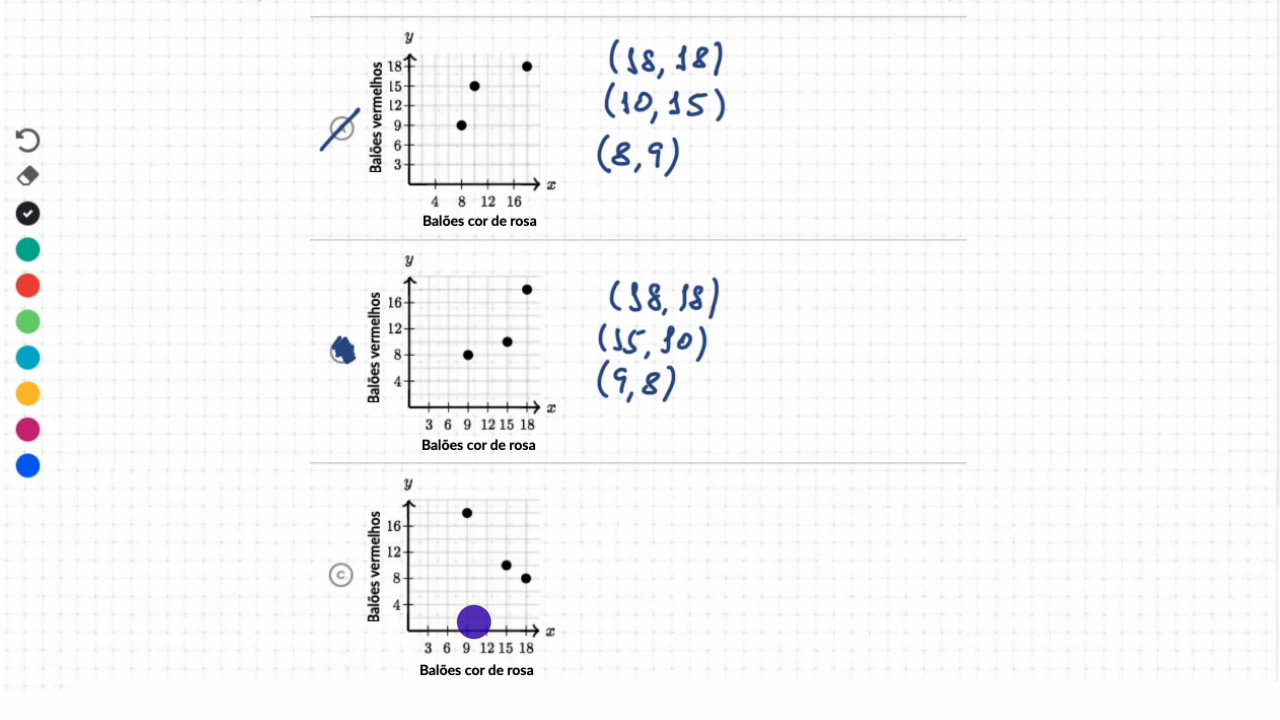 y
Balões vermelhos
18
15
12
9
6
3
x
4 8 12 16
Balões cor de rosa
(18, 18)
(10, 15)
(8, 9)
y
Balões vermelhos
16
12
8
4
x
3 6 9 12 15 18
Balões cor de rosa
(18, 18)
(15, 10)
(9, 8)
y
Balões vermelhos
16
12
8
4
x
C
3 6 9 12 15 18
Balões cor de rosa